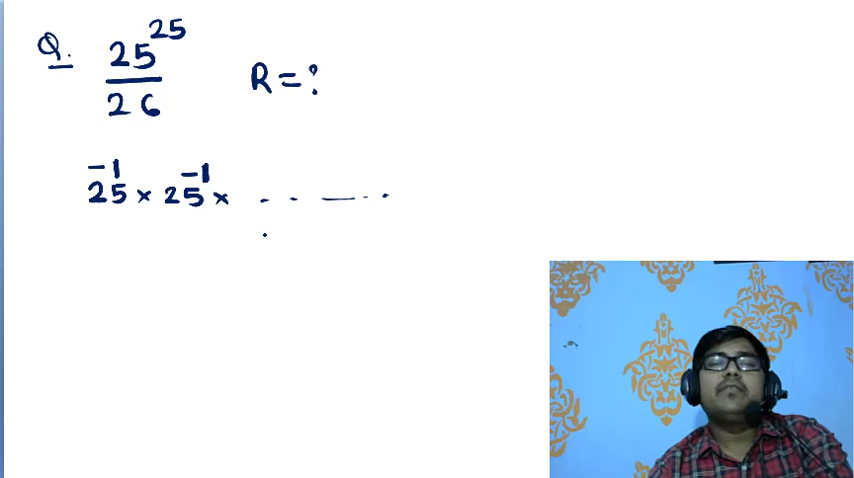 Q. 25^25
26
R = ?
-1 -1
25 × 25 × .. — ..